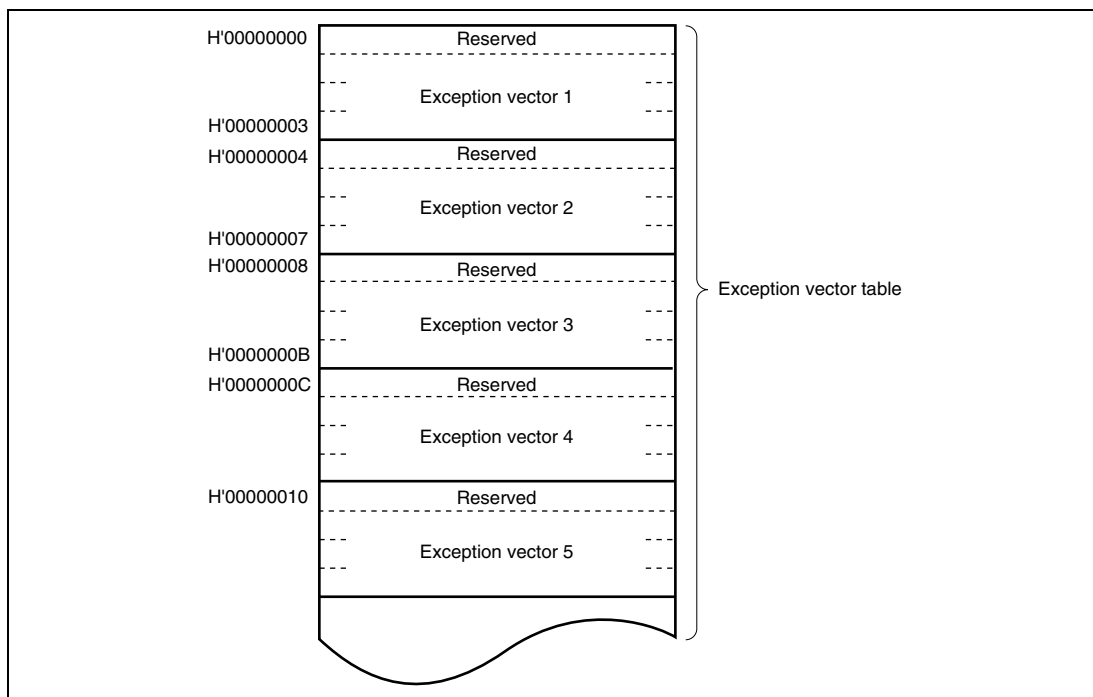 H'00000000
Reserved
Exception vector 1
H'00000003
H'00000004
Reserved
Exception vector 2
H'00000007
H'00000008
Reserved
Exception vector 3
Exception vector table
H'0000000B
H'0000000C
Reserved
Exception vector 4
H'00000010
Reserved
Exception vector 5